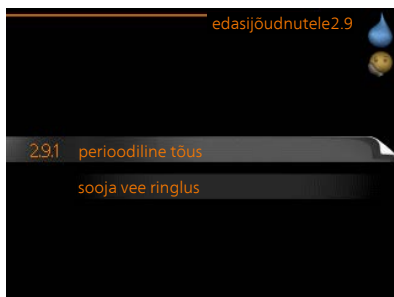 edasijõudnutele2.9
2.9.1 perioodiline tõus
sooja vee ringlus